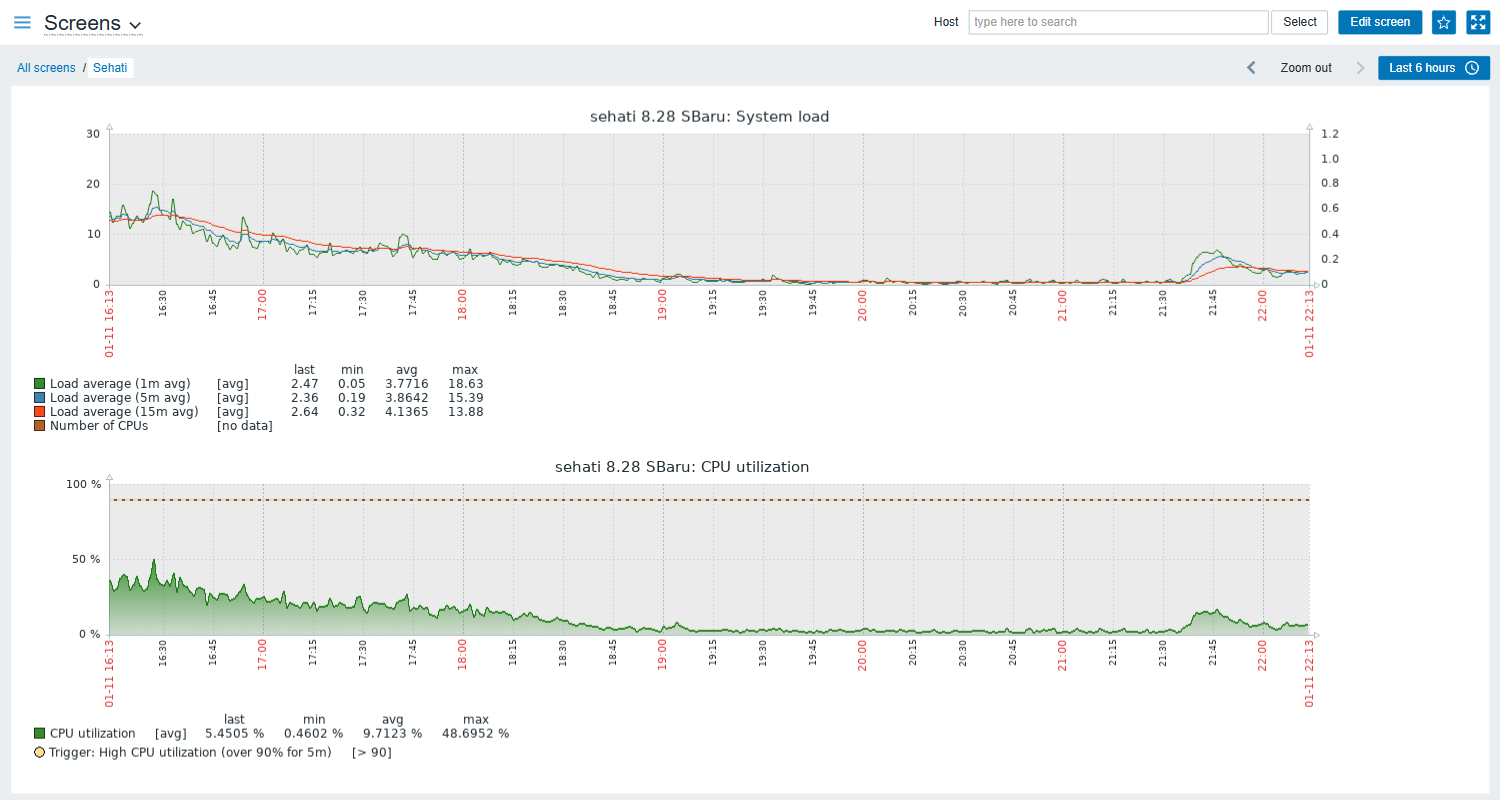 Screens
Host type here to search Select Edit screen
All screens / Sehati
Zoom out Last 6 hours
sehati 8.28 SBaru: System load
30 1.2
1.0
20 0.8
0.6
10 0.4
0.2
0 0
01-11 16:13 16:30 16:45 17:00 17:15 17:30 17:45 18:00 18:15 18:30 18:45 19:00 19:15 19:30 19:45 20:00 20:15 20:30 20:45 21:00 21:15 21:30 21:45 22:00 01-11 22:13
last min avg max
Load average (1m avg) [avg] 2.47 0.05 3.7716 18.63
Load average (5m avg) [avg] 2.36 0.19 3.8642 15.39
Load average (15m avg) [avg] 2.64 0.32 4.1365 13.88
Number of CPUs [no data]
sehati 8.28 SBaru: CPU utilization
100 %
50 %
0 %
01-11 16:13 16:30 16:45 17:00 17:15 17:30 17:45 18:00 18:15 18:30 18:45 19:00 19:15 19:30 19:45 20:00 20:15 20:30 20:45 21:00 21:15 21:30 21:45 22:00 01-11 22:13
last min avg max
CPU utilization [avg] 5.4505 % 0.4602 % 9.7123 % 48.6952 %
Trigger: High CPU utilization (over 90% for 5m) [> 90]